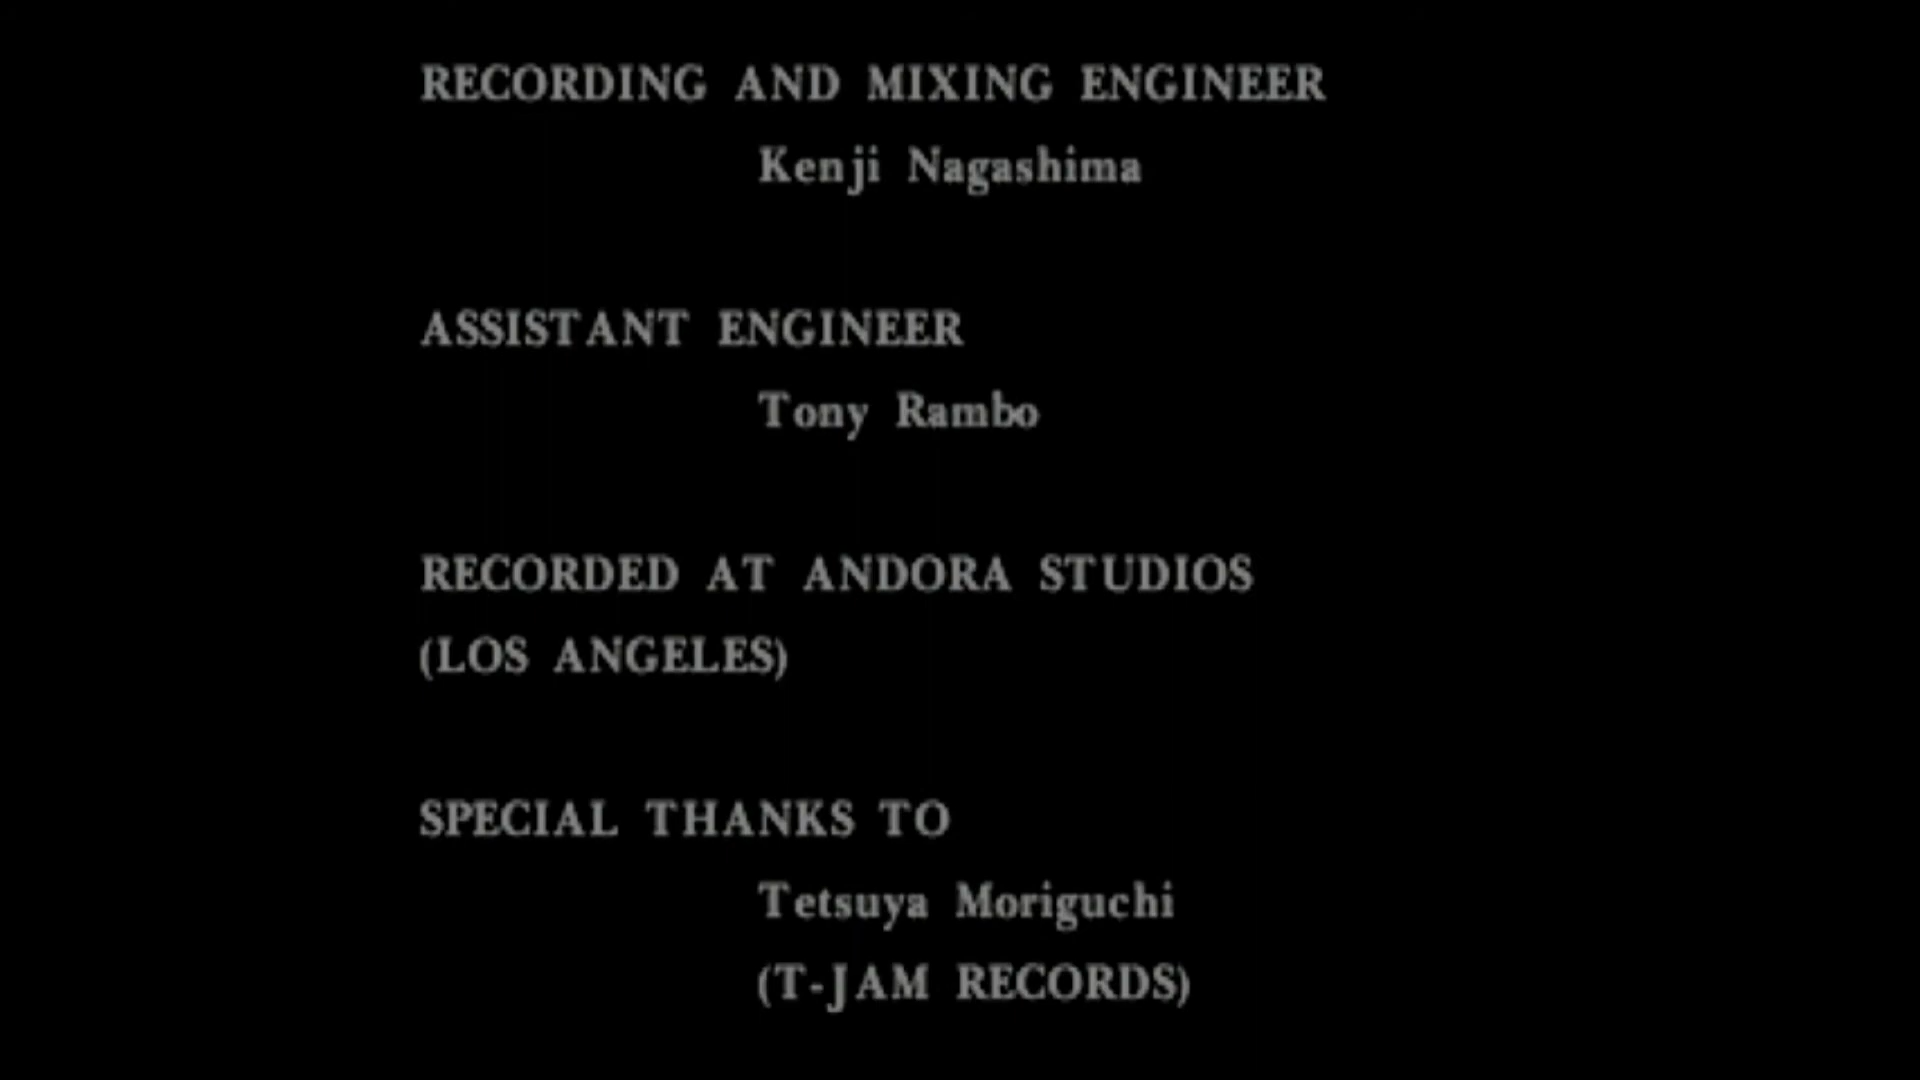 RECORDING AND MIXING ENGINEER
Kenji Nagashima
ASSISTANT ENGINEER
Tony Rambo
RECORDED AT ANDORA STUDIOS
(LOS ANGELES)
SPECIAL THANKS TO
Tetsuya Moriguchi
(T-JAM RECORDS)